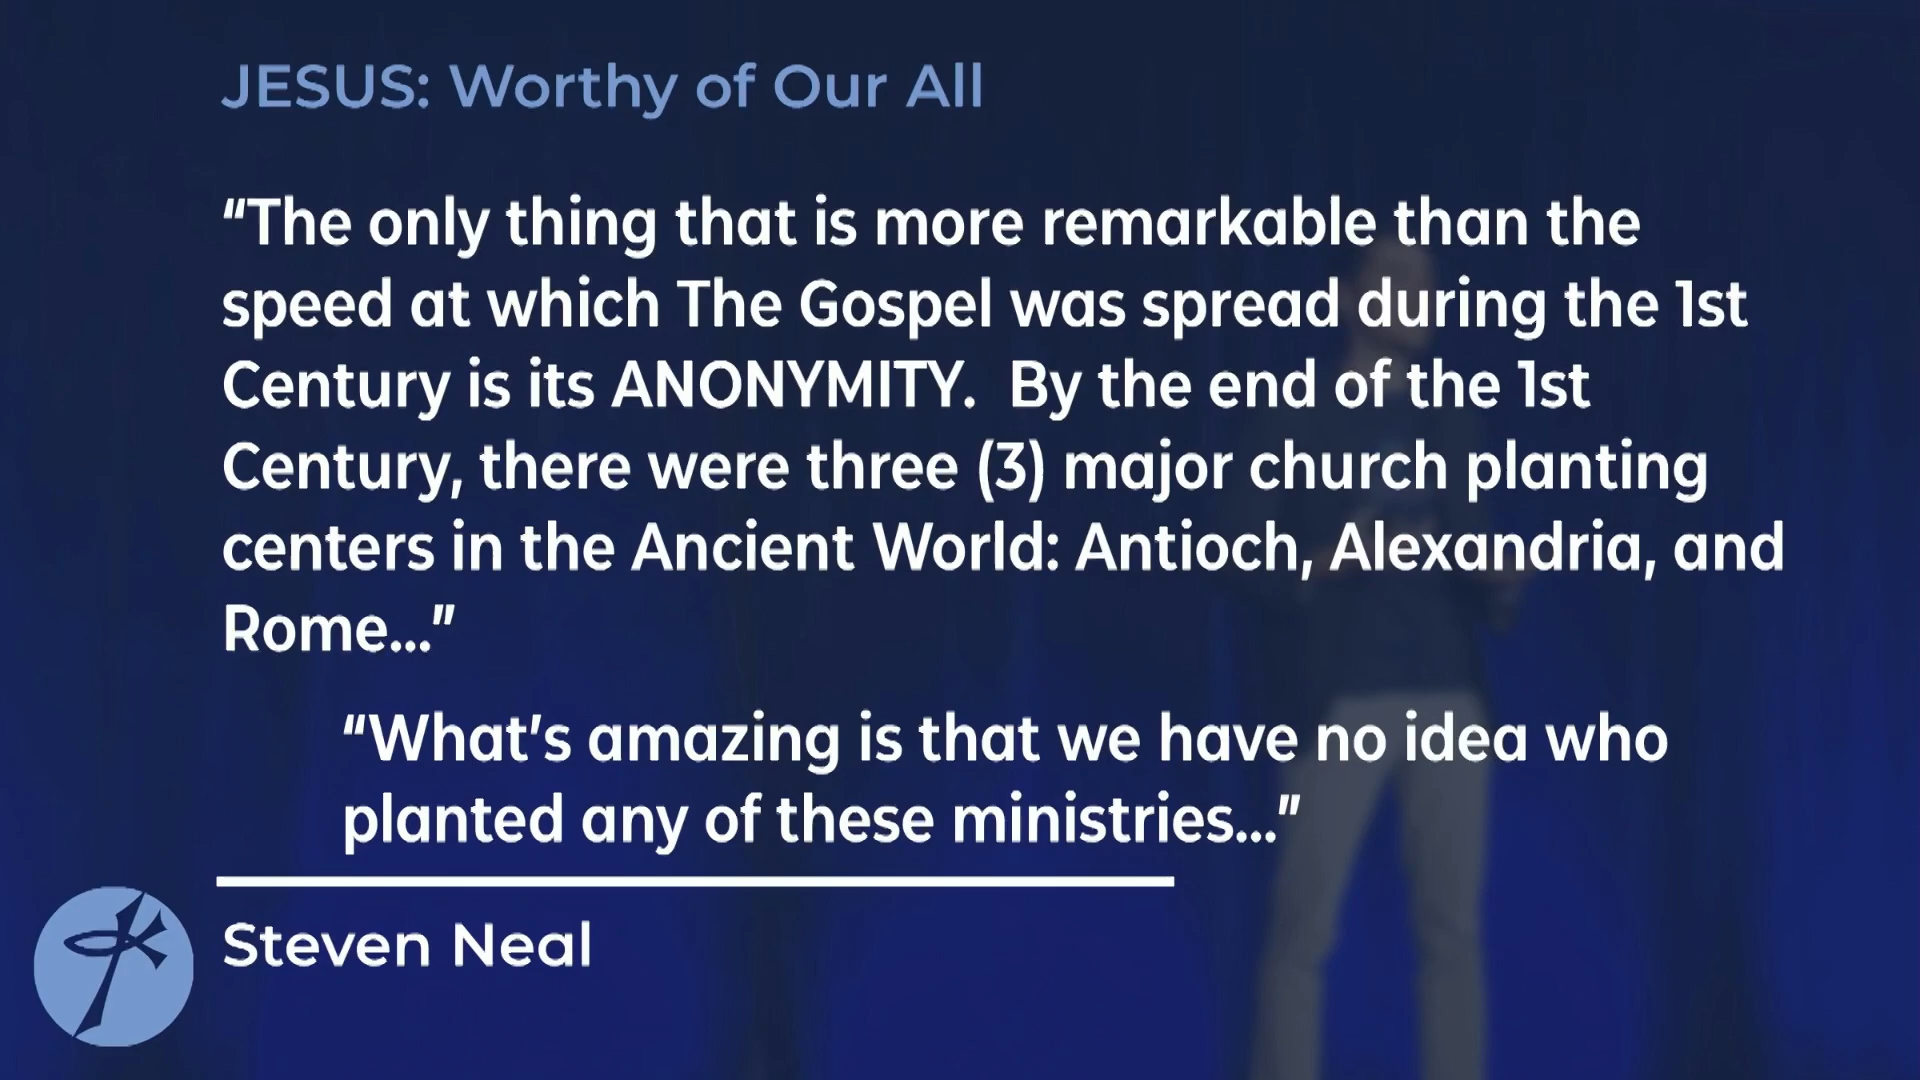 JESUS: Worthy of Our All
“The only thing that is more remarkable than the
speed at which The Gospel was spread during the 1st
Century is its ANONYMITY.  By the end of the 1st
Century, there were three (3) major church planting
centers in the Ancient World: Antioch, Alexandria, and
Rome...”
“What’s amazing is that we have no idea who
planted any of these ministries...”
Steven Neal